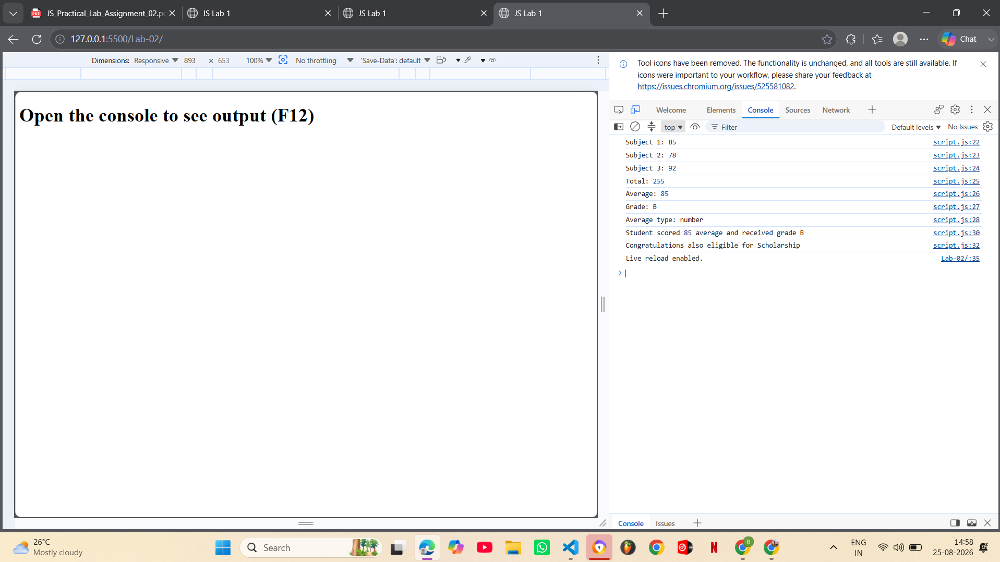 JS_Practical_Lab_Assignment_02.pd
JS Lab 1
JS Lab 1
JS Lab 1
127.0.0.1:5500/Lab-02/
Chat
Dimensions: Responsive 893 × 653 100% No throttling 'Save-Data': default
Open the console to see output (F12)
Tool icons have been removed. The functionality is unchanged, and all tools are still available. If
icons were important to your workflow, please share your feedback at
https://issues.chromium.org/issues/525581082.
Welcome Elements Console Sources Network
top Filter Default levels No Issues
Subject 1: 85 script.js:22
Subject 2: 78 script.js:23
Subject 3: 92 script.js:24
Total: 255 script.js:25
Average: 85 script.js:26
Grade: B script.js:27
Average type: number script.js:28
Student scored 85 average and received grade B script.js:30
Congratulations also eligible for Scholarship script.js:32
Live reload enabled. Lab-02/:35
>
Console Issues
26°C
Mostly cloudy
Search
ENG
IN
14:58
25-08-2026